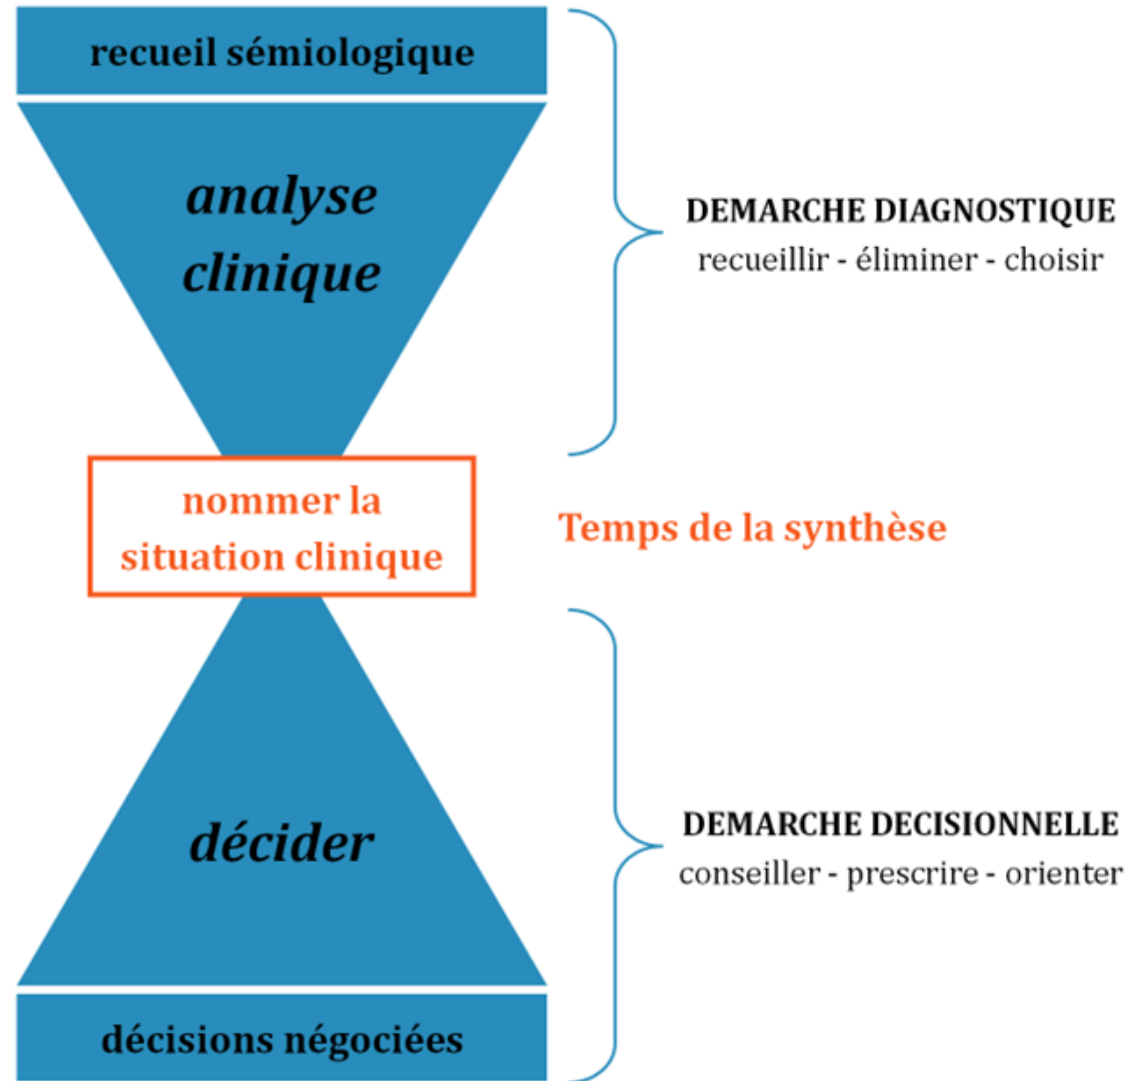 recueil sémiologique
analyse
clinique
DEMARCHE DIAGNOSTIQUE
recueillir - éliminer - choisir
nommer la
situation clinique
Temps de la synthèse
décider
DEMARCHE DECISIONNELLE
conseiller - prescrire - orienter
décisions négociées